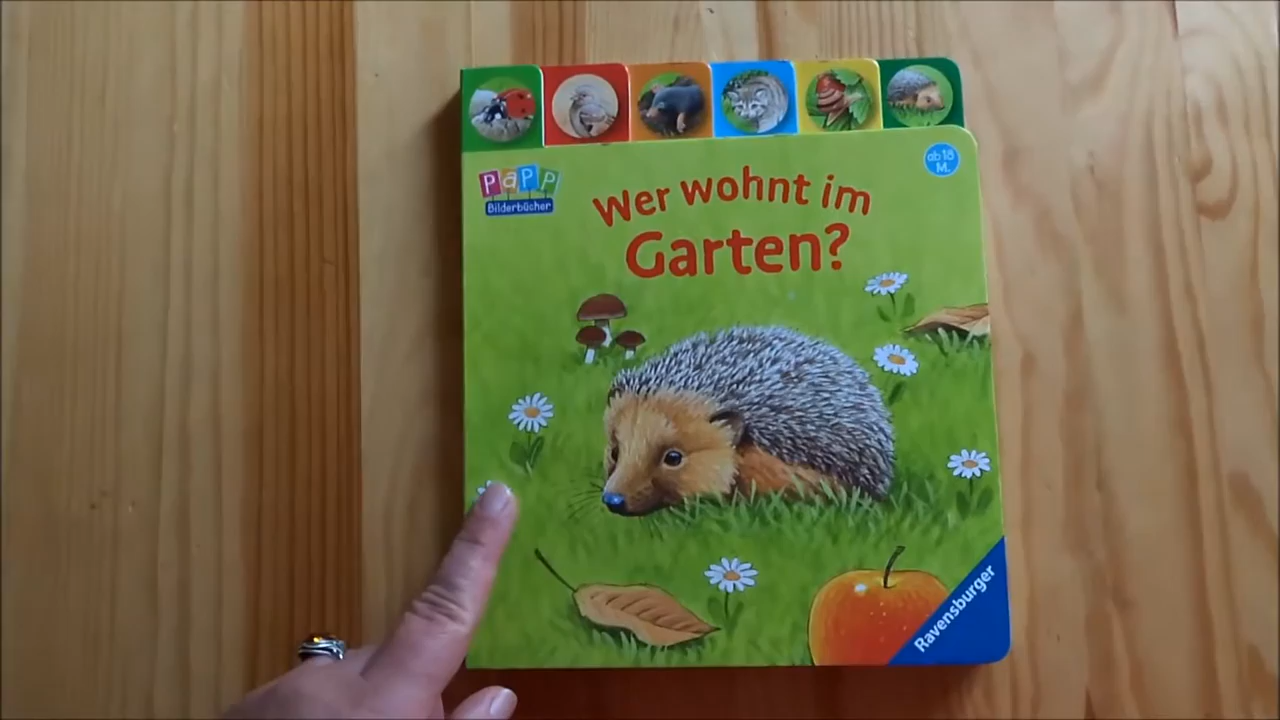 PaPP
Bilderbücher
ab 18
M.
Wer wohnt im
Garten?
Ravensburger